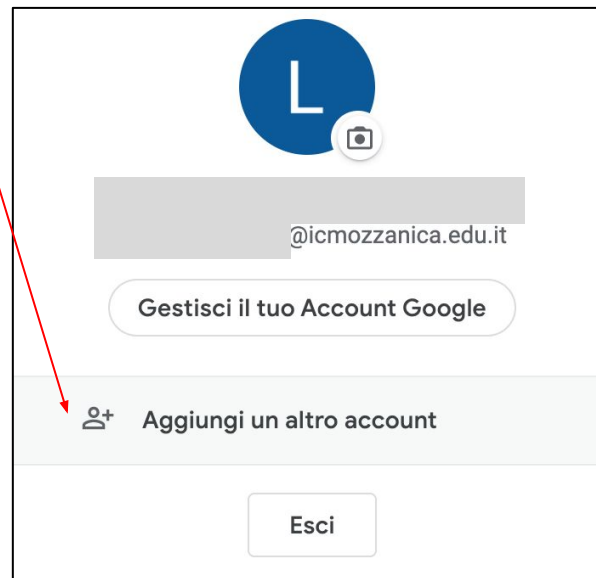 L
@icmozzanica.edu.it
Gestisci il tuo Account Google
Aggiungi un altro account
Esci